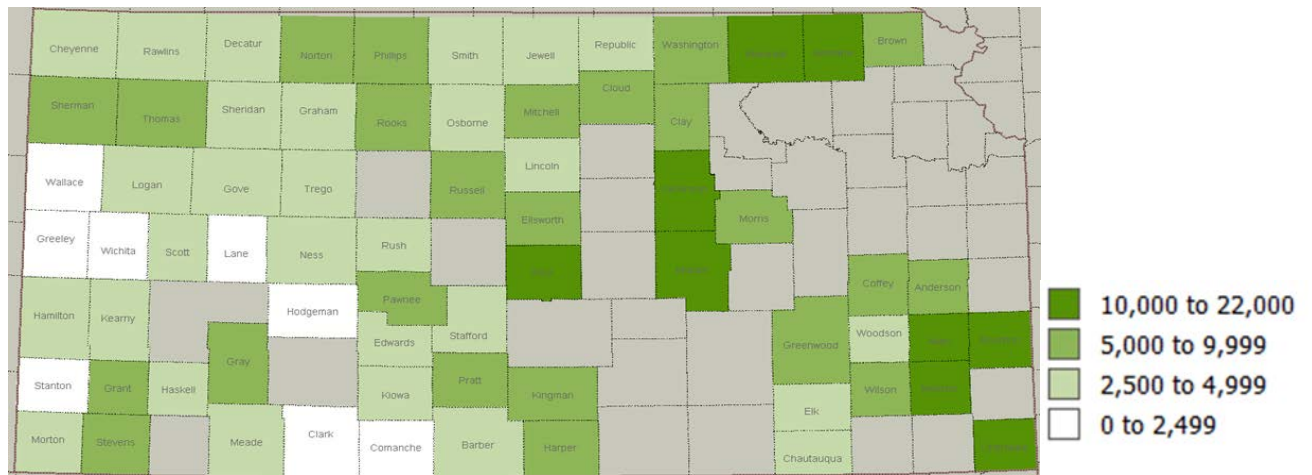 Cheyenne
Rawlins
Decatur
Norton
Phillips
Smith
Jewell
Republic
Washington
Brown
Sherman
Thomas
Sheridan
Graham
Rooks
Osborne
Mitchell
Cloud
Clay
Wallace
Logan
Gove
Trego
Russell
Lincoln
Ellsworth
Morris
Greeley
Wichita
Scott
Lane
Ness
Rush
Hamilton
Kearny
Hodgeman
Pawnee
Stafford
Edwards
Coffey
Anderson
Gray
Greenwood
Woodson
Stanton
Grant
Haskell
Kiowa
Pratt
Kingman
Wilson
Elk
Morton
Stevens
Meade
Clark
Comanche
Barber
Harper
Chautauqua
10,000 to 22,000
5,000 to 9,999
2,500 to 4,999
0 to 2,499